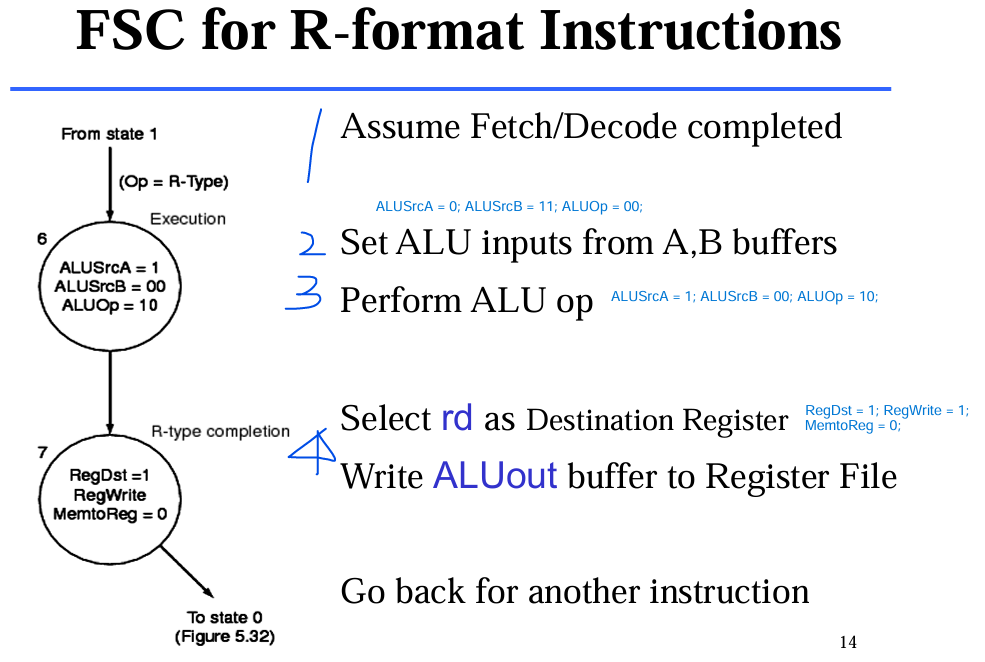 FSC for R-format Instructions
From state 1
(Op = R-Type)
Execution
6
ALUSrcA = 1
ALUSrcB = 00
ALUOp = 10
R-type completion
7
RegDst =1
RegWrite
MemtoReg = 0
To state 0
(Figure 5.32)
1
Assume Fetch/Decode completed
ALUSrcA = 0; ALUSrcB = 11; ALUOp = 00;
2 Set ALU inputs from A,B buffers
3 Perform ALU op ALUSrcA = 1; ALUSrcB = 00; ALUOp = 10;
Select rd as Destination Register
RegDst = 1; RegWrite = 1;
MemtoReg = 0;
4
Write ALUout buffer to Register File
Go back for another instruction
14